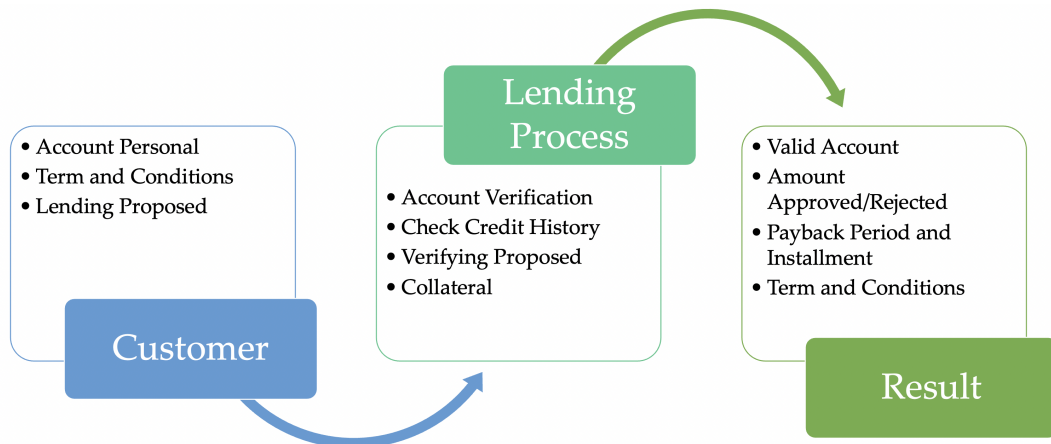 • Account Personal
• Term and Conditions
• Lending Proposed
Customer
Lending
Process
• Account Verification
• Check Credit History
• Verifying Proposed
• Collateral
• Valid Account
• Amount
Approved/Rejected
• Payback Period and
Installment
• Term and Conditions
Result